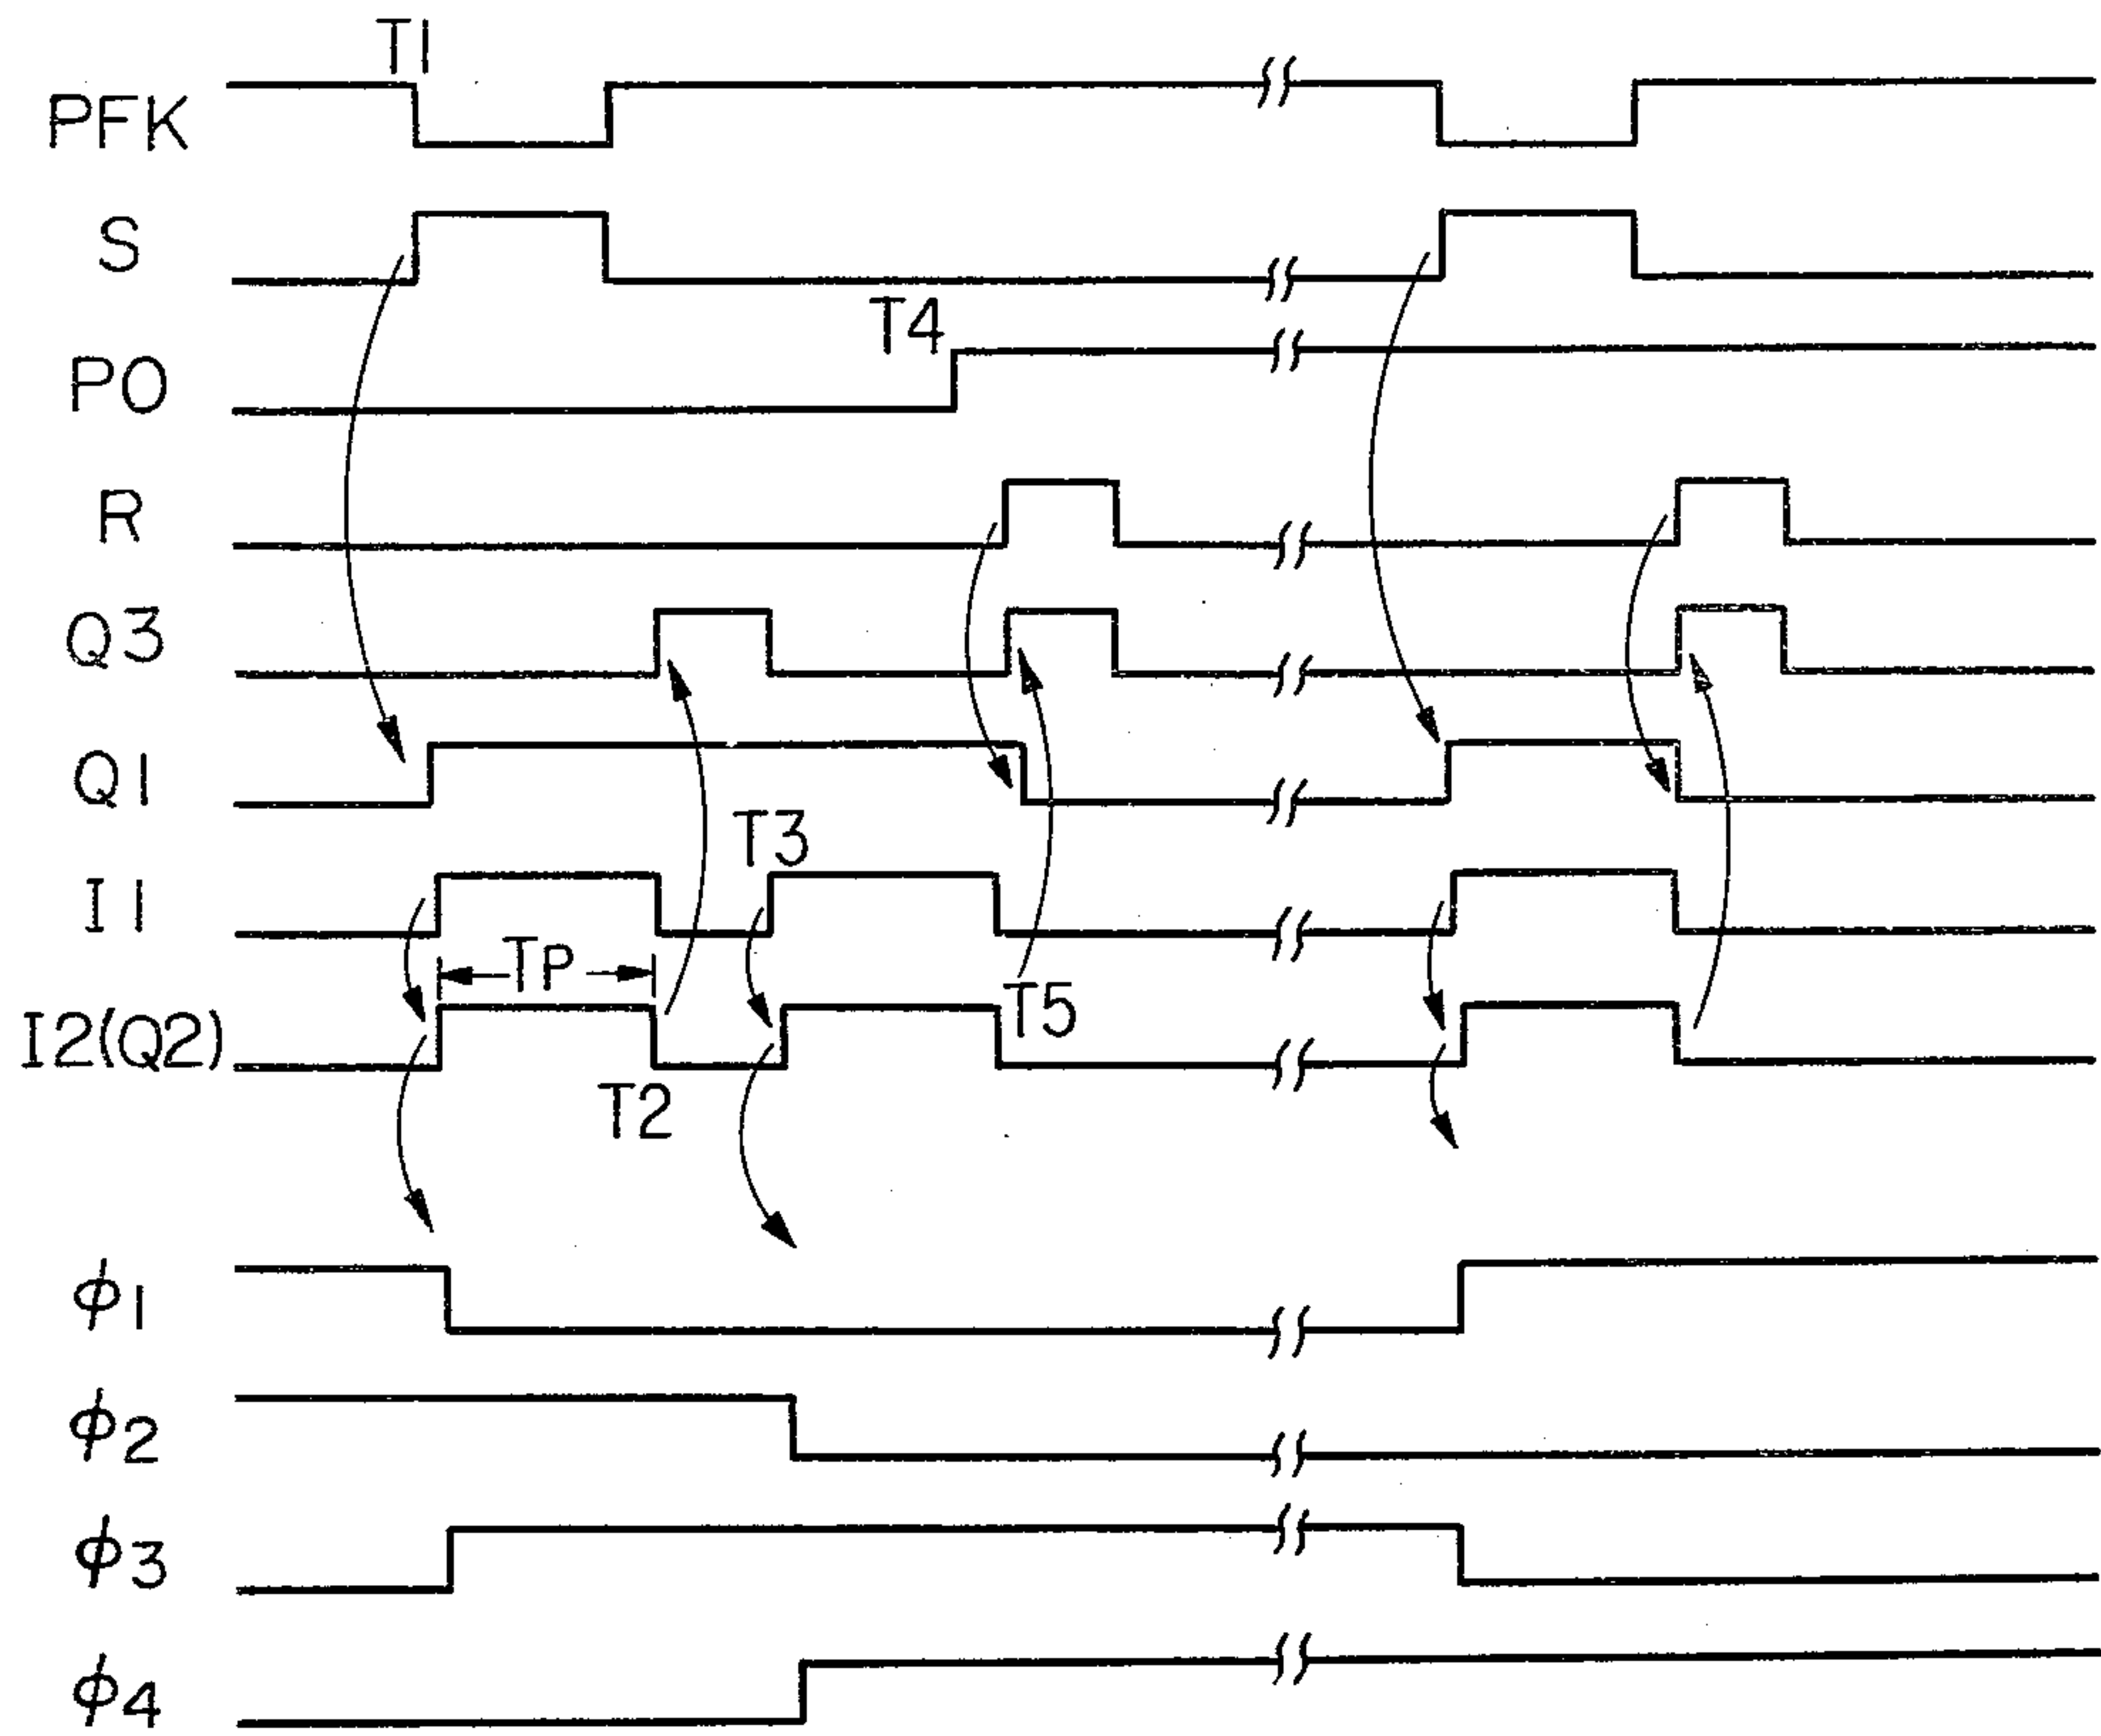 T1
PFK
S
T4
PO
R
Q3
Q1
T3
I1
TP
T5
I2(Q2)
T2
ϕ1
ϕ2
ϕ3
ϕ4